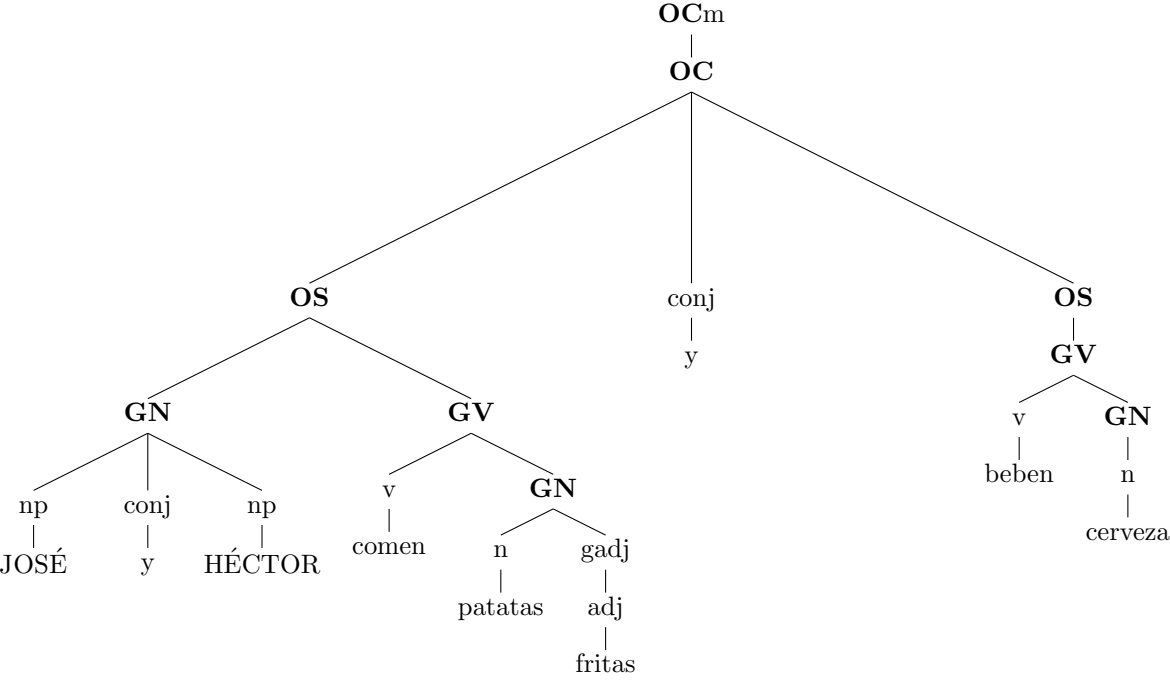 OCm
OC
OS conj OS
y GV
GN GV v GN
np conj np v GN beben n
JOSÉ y HÉCTOR comen n gadj cerveza
patatas adj
fritas